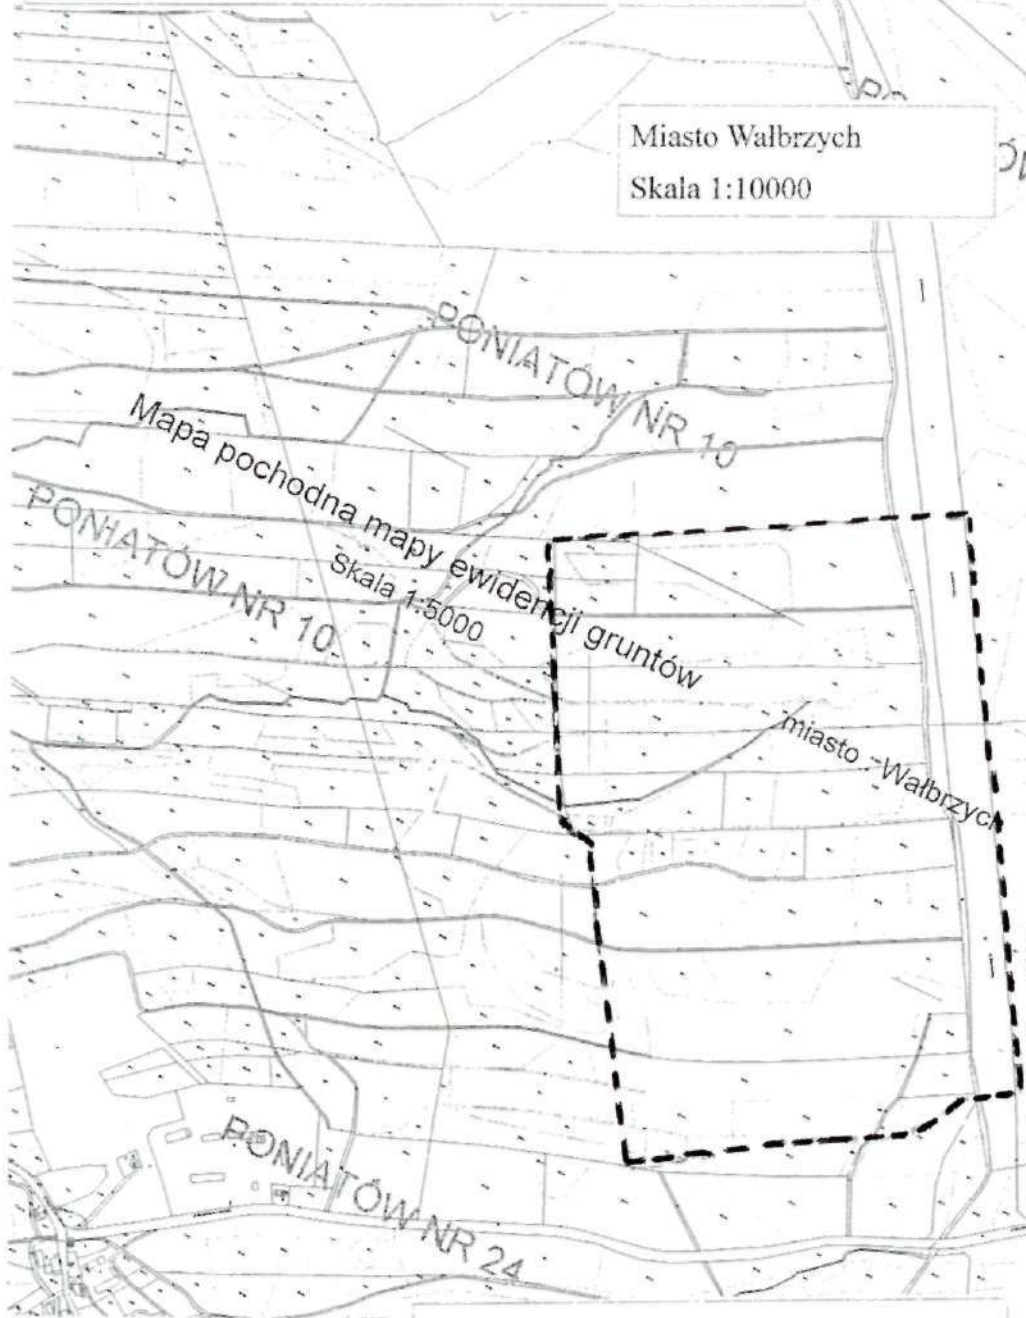 Miasto Wałbrzych
Skala 1:10000
PONIATÓW NR 10
Mapa pochodna mapy ewidencji gruntów
Skala 1:5000
PONIATÓW NR 10
miasto - Wałbrzych
PONIATÓW NR 24